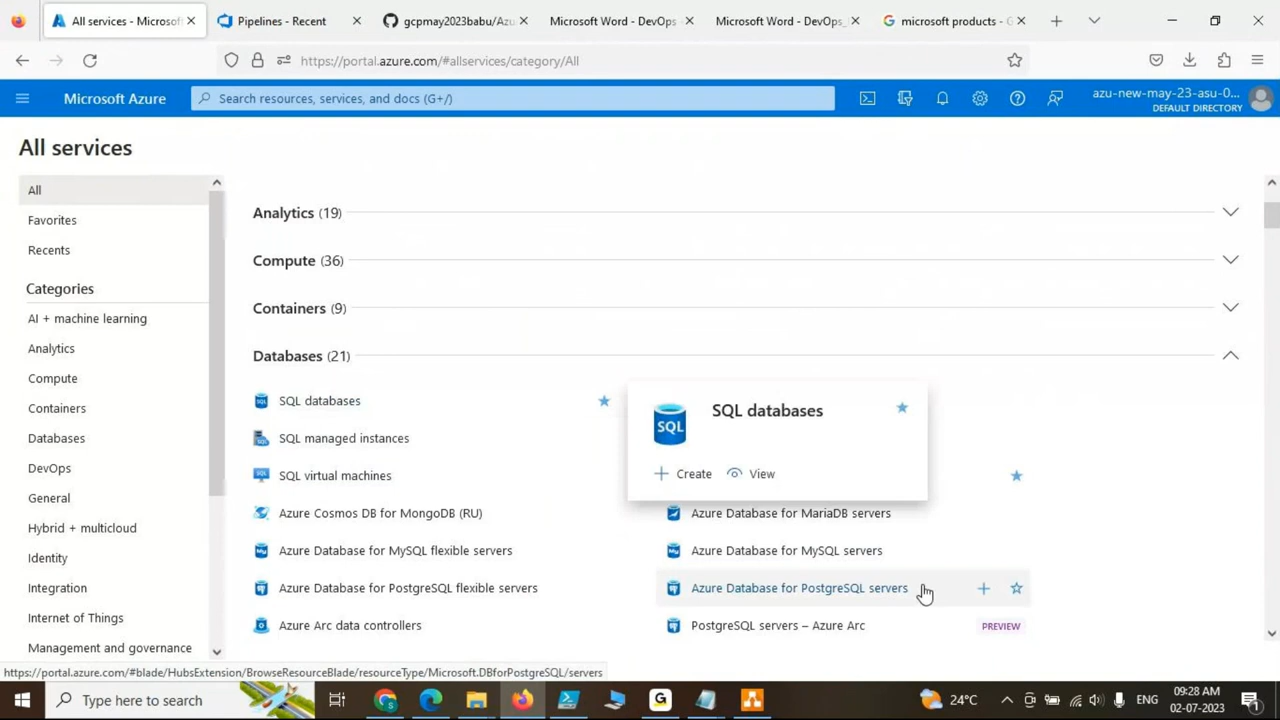 All services - Microsof
Pipelines - Recent
gcpmay2023babu/Azu
Microsoft Word - DevOps -
Microsoft Word - DevOps_
microsoft products - G
https://portal.azure.com/#allservices/category/All
Microsoft Azure
Search resources, services, and docs (G+/)
azu-new-may-23-asu-0...
DEFAULT DIRECTORY
All services
All
Favorites
Recents
Categories
AI + machine learning
Analytics
Compute
Containers
Databases
DevOps
General
Hybrid + multicloud
Identity
Integration
Internet of Things
Management and governance
Analytics (19)
Compute (36)
Containers (9)
Databases (21)
SQL databases
SQL managed instances
SQL virtual machines
Azure Cosmos DB for MongoDB (RU)
Azure Database for MySQL flexible servers
Azure Database for PostgreSQL flexible servers
Azure Arc data controllers
SQL
SQL databases
Create
View
Azure Database for MariaDB servers
Azure Database for MySQL servers
Azure Database for PostgreSQL servers
PostgreSQL servers – Azure Arc
PREVIEW
https://portal.azure.com/#blade/HubsExtension/BrowseResourceBlade/resourceType/Microsoft.DBforPostgreSQL/servers
Type here to search
24°C
ENG
09:28 AM
02-07-2023